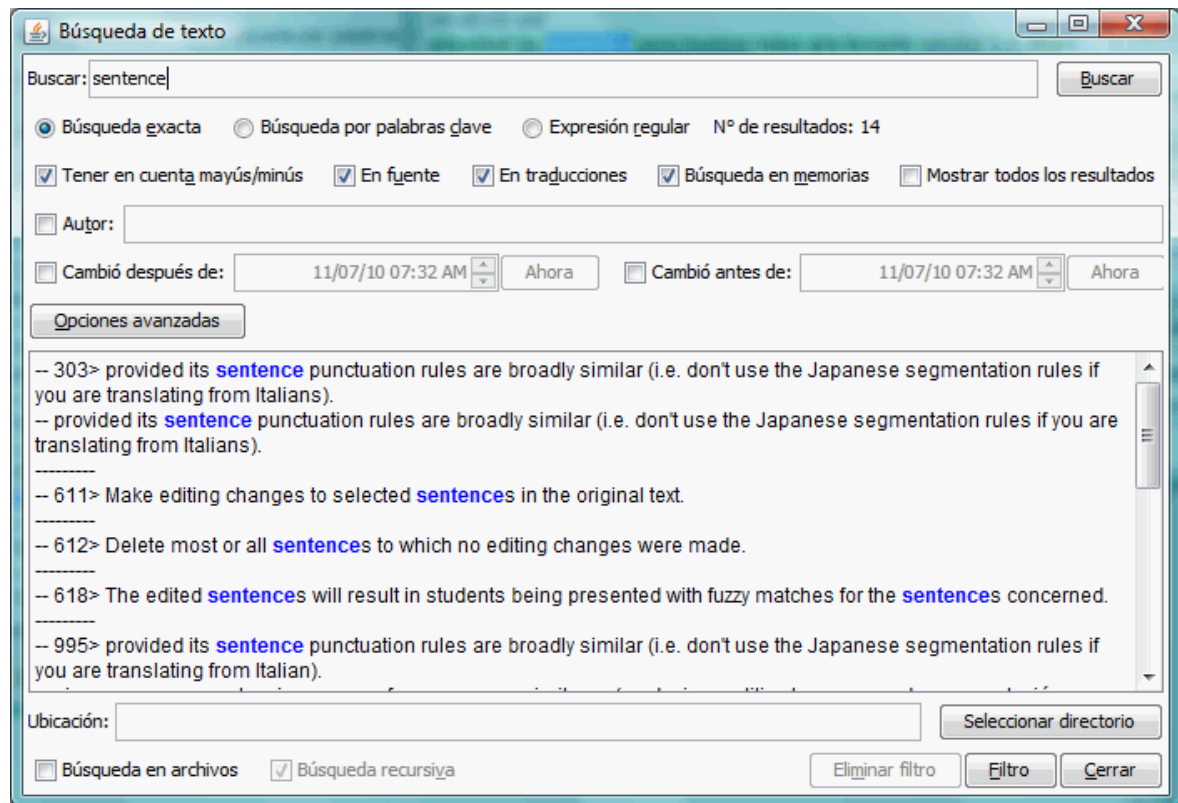 Búsqueda de texto
Buscar: sentence Buscar
Búsqueda exacta Búsqueda por palabras clave Expresión regular Nº de resultados: 14
Tener en cuenta mayús/minús En fuente En traducciones Búsqueda en memorias Mostrar todos los resultados
Autor:
Cambió después de: 11/07/10 07:32 AM Ahora Cambió antes de: 11/07/10 07:32 AM Ahora
Opciones avanzadas
-- 303> provided its sentence punctuation rules are broadly similar (i.e. don't use the Japanese segmentation rules if
you are translating from Italians).
-- provided its sentence punctuation rules are broadly similar (i.e. don't use the Japanese segmentation rules if you are
translating from Italians).
---------
-- 611> Make editing changes to selected sentences in the original text.
---------
-- 612> Delete most or all sentences to which no editing changes were made.
---------
-- 618> The edited sentences will result in students being presented with fuzzy matches for the sentences concerned.
---------
-- 995> provided its sentence punctuation rules are broadly similar (i.e. don't use the Japanese segmentation rules if
you are translating from Italian).
Ubicación: Seleccionar directorio
Búsqueda en archivos Búsqueda recursiva Eliminar filtro Filtro Cerrar